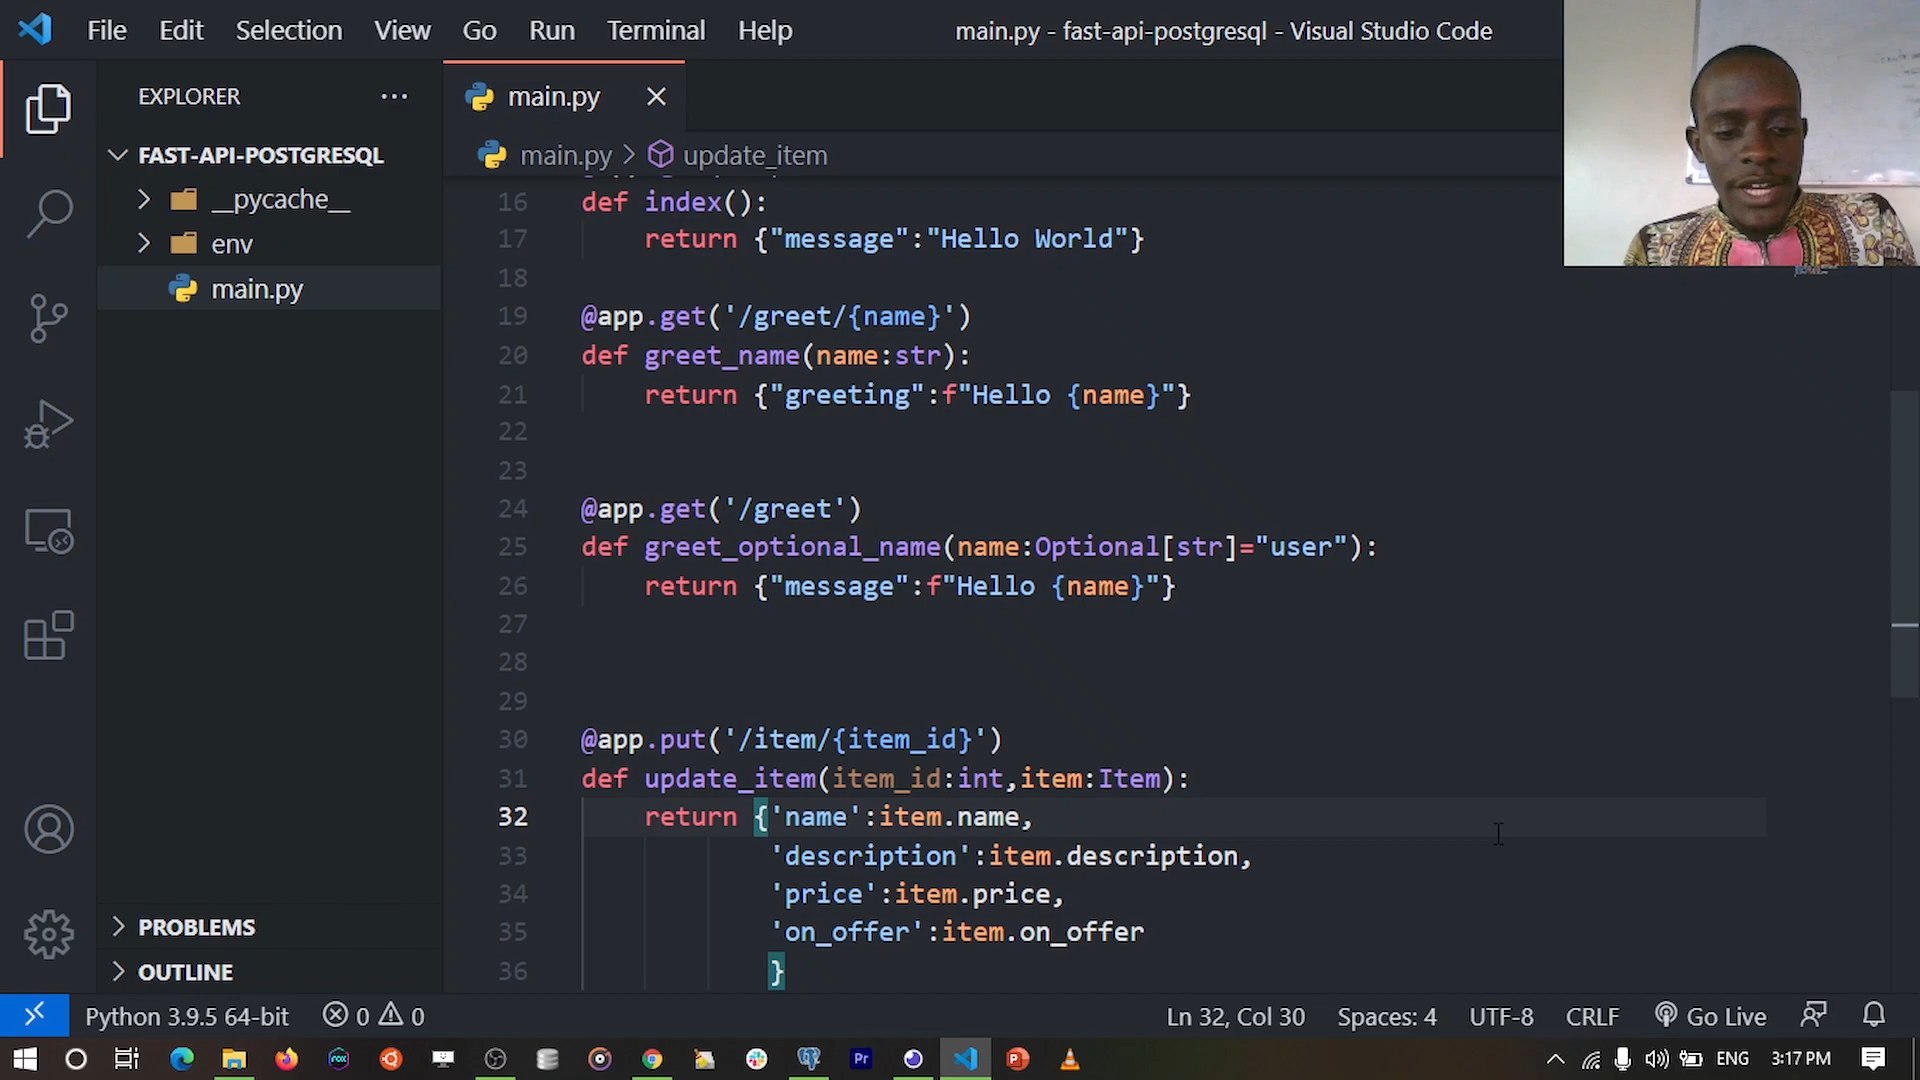 File Edit Selection View Go Run Terminal Help
main.py - fast-api-postgresql - Visual Studio Code
EXPLORER
FAST-API-POSTGRESQL
__pycache__
env
main.py
PROBLEMS
OUTLINE
main.py
main.py > update_item
16 def index():
17 return {"message":"Hello World"}
18
19 @app.get('/greet/{name}')
20 def greet_name(name:str):
21 return {"greeting":f"Hello {name}"}
22
23
24 @app.get('/greet')
25 def greet_optional_name(name:Optional[str]="user"):
26 return {"message":f"Hello {name}"}
27
28
29
30 @app.put('/item/{item_id}')
31 def update_item(item_id:int,item:Item):
32 return {'name':item.name,
33 'description':item.description,
34 'price':item.price,
35 'on_offer':item.on_offer
36 }
Python 3.9.5 64-bit 0 0
Ln 32, Col 30 Spaces: 4 UTF-8 CRLF Go Live
Pr
ENG 3:17 PM